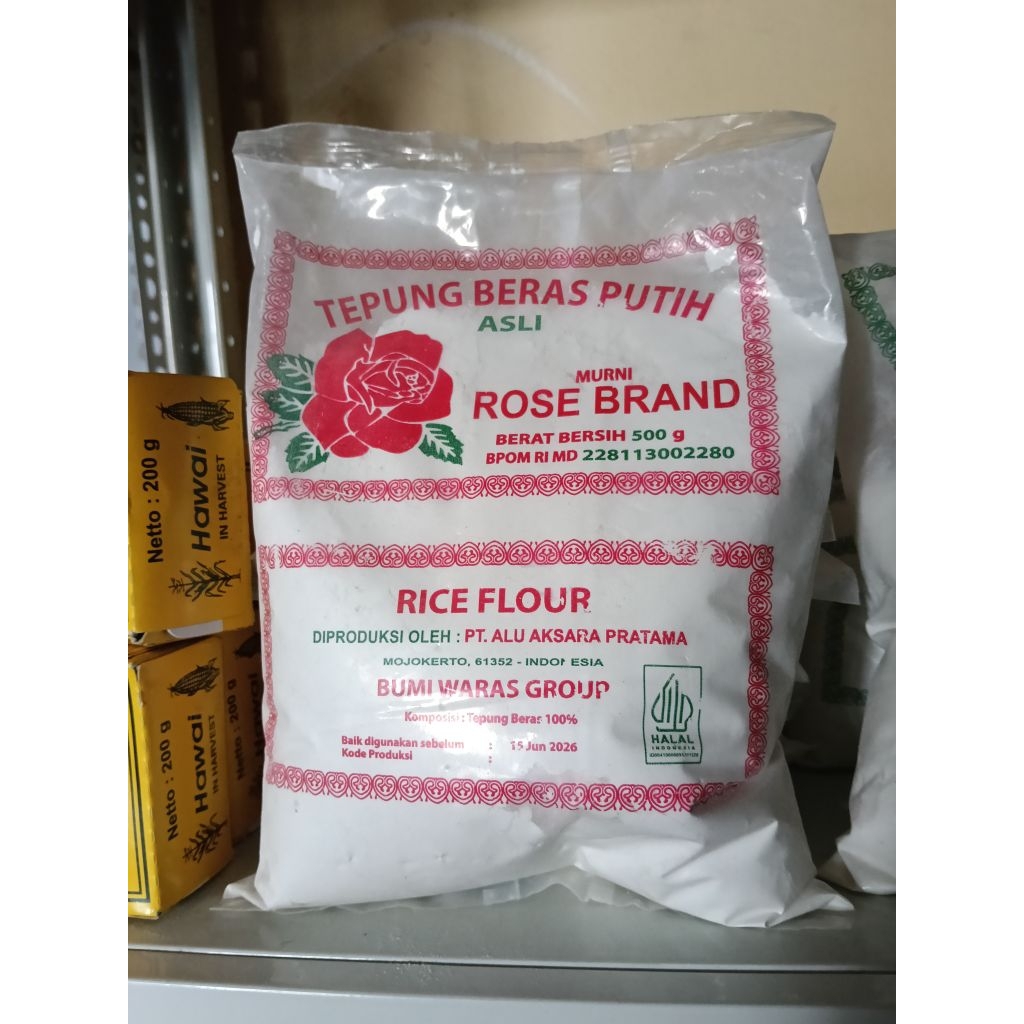 TEPUNG BERAS PUTIH
ASLI
MURNI
ROSE BRAND
BERAT BERSIH 500 g
BPOM RI MD 228113002280
RICE FLOUR
DIPRODUKSI OLEH : PT. ALU AKSARA PRATAMA
MOJOKERTO, 61352 - INDONESIA
BUMI WARAS GROUP
Komposisi : Tepung Beras 100%
Baik digunakan sebelum : 15 Jun 2026
Kode Produksi :
HALAL
INDONESIA
Netto : 200 g
Hawai
IN HARVEST
Netto : 200 g
Hawai
IN HARVEST
Netto : 200 g